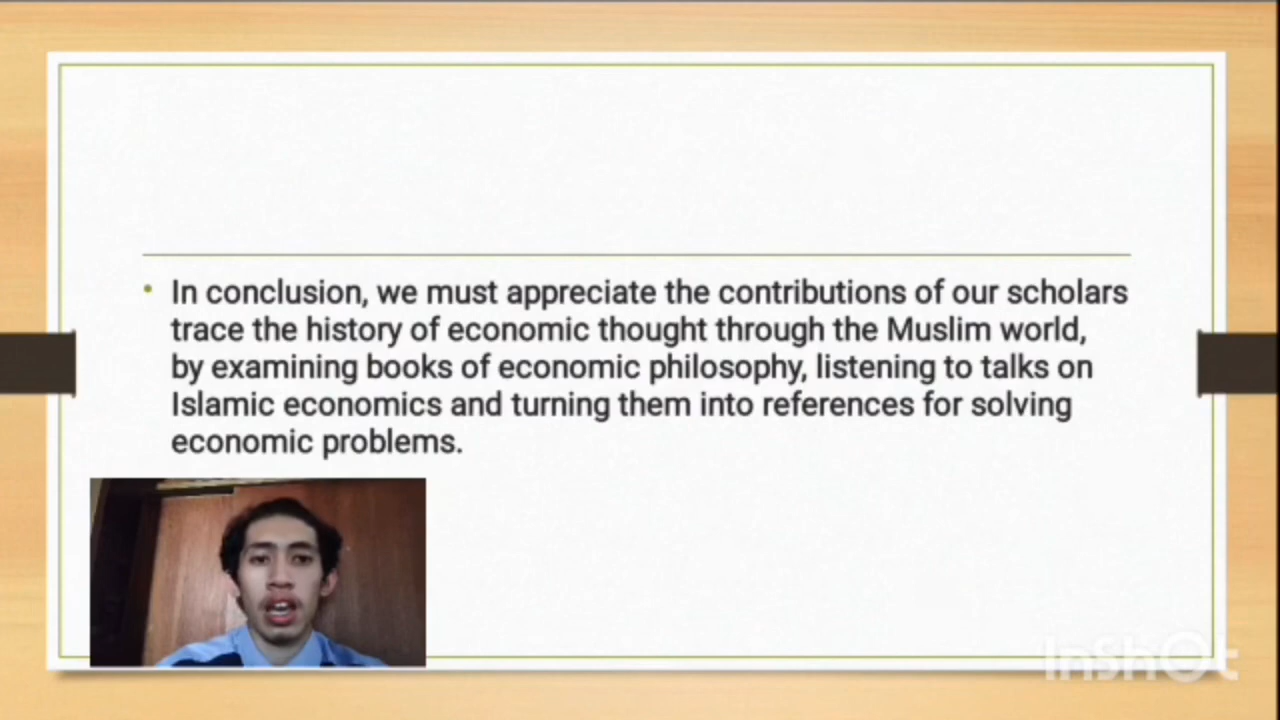 • In conclusion, we must appreciate the contributions of our scholars
trace the history of economic thought through the Muslim world,
by examining books of economic philosophy, listening to talks on
Islamic economics and turning them into references for solving
economic problems.
InShOt